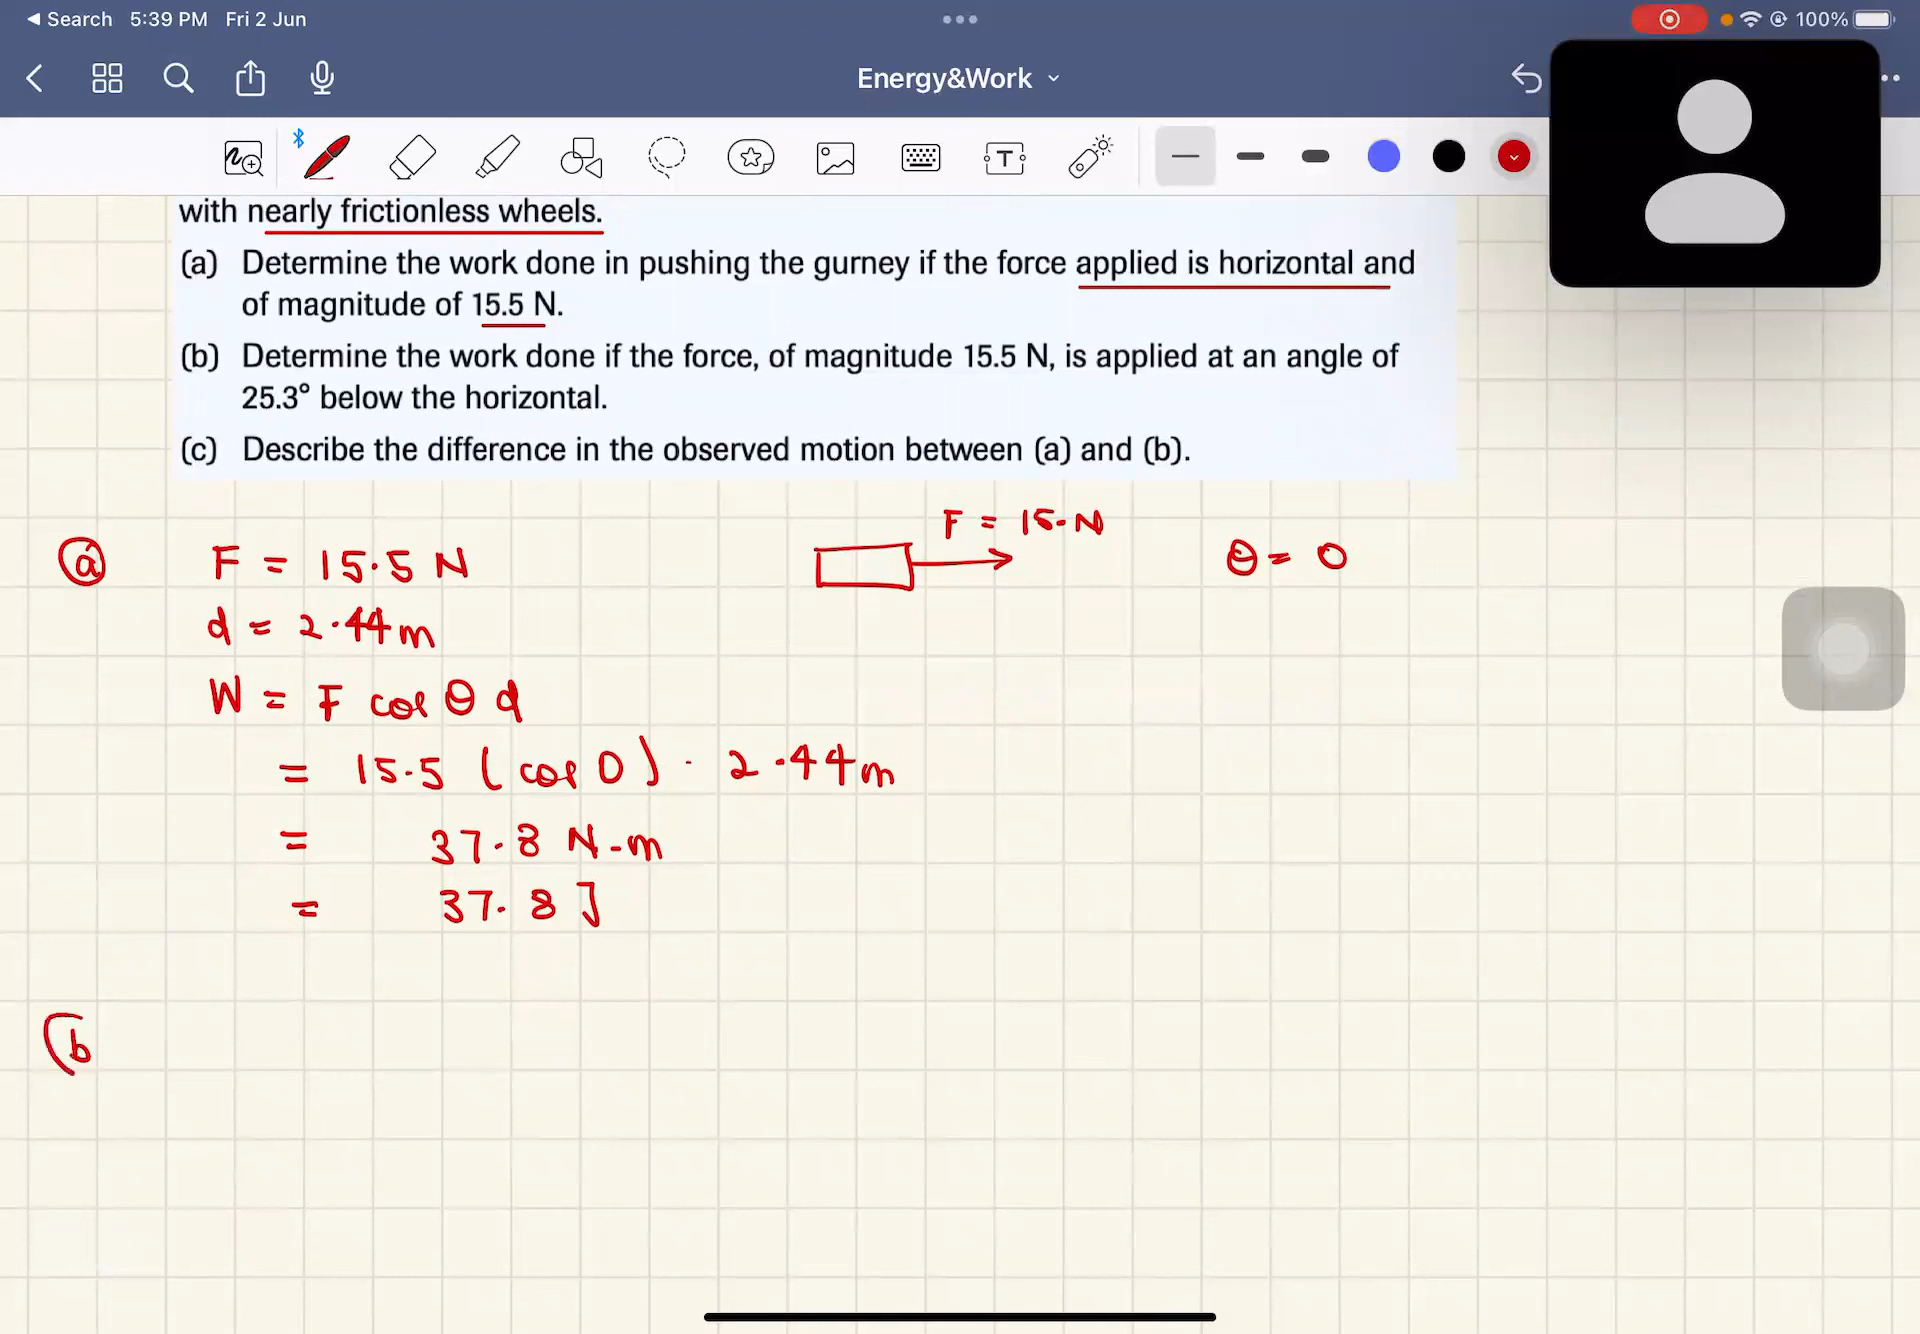 Search 5:39 PM Fri 2 Jun
100%
Energy&Work
T
with nearly frictionless wheels.
(a) Determine the work done in pushing the gurney if the force applied is horizontal and
of magnitude of 15.5 N.
(b) Determine the work done if the force, of magnitude 15.5 N, is applied at an angle of
25.3° below the horizontal.
(c) Describe the difference in the observed motion between (a) and (b).
F = 15. N
a F = 15.5 N θ = 0
d = 2.44 m
W = F cos θ d
= 15.5 (cos 0) · 2.44 m
= 37.8 N-m
= 37.8 J
(b